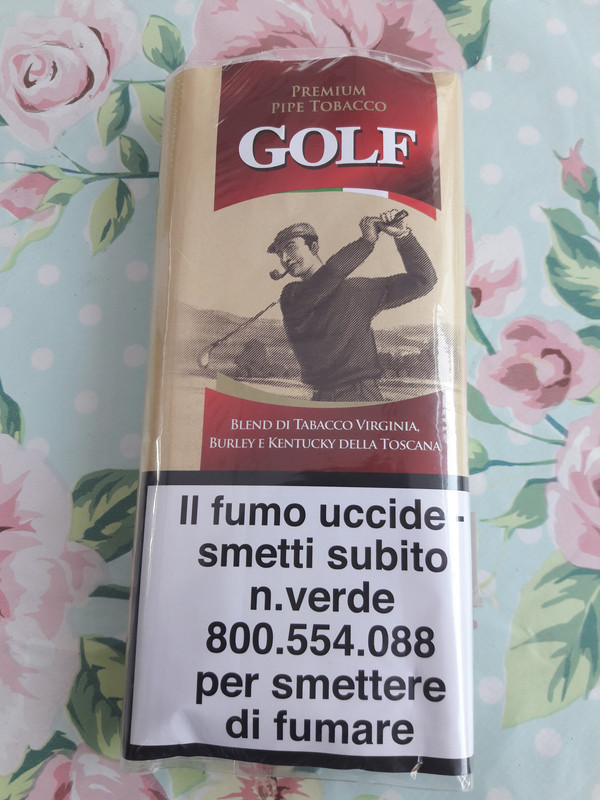 Premium
Pipe Tobacco
GOLF
Blend di Tabacco Virginia,
Burley e Kentucky della Toscana
Il fumo uccide -
smetti subito
n.verde
800.554.088
per smettere
di fumare